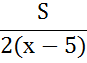 S
2(x – 5)